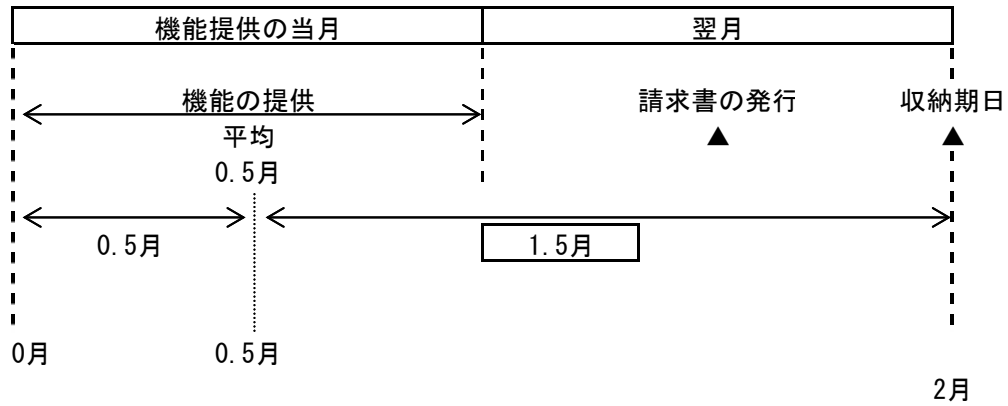 機能提供の当月 翌月
機能の提供 請求書の発行 収納期日
平均 ▲ ▲
0.5月
0.5月 1.5月
0月 0.5月
2月